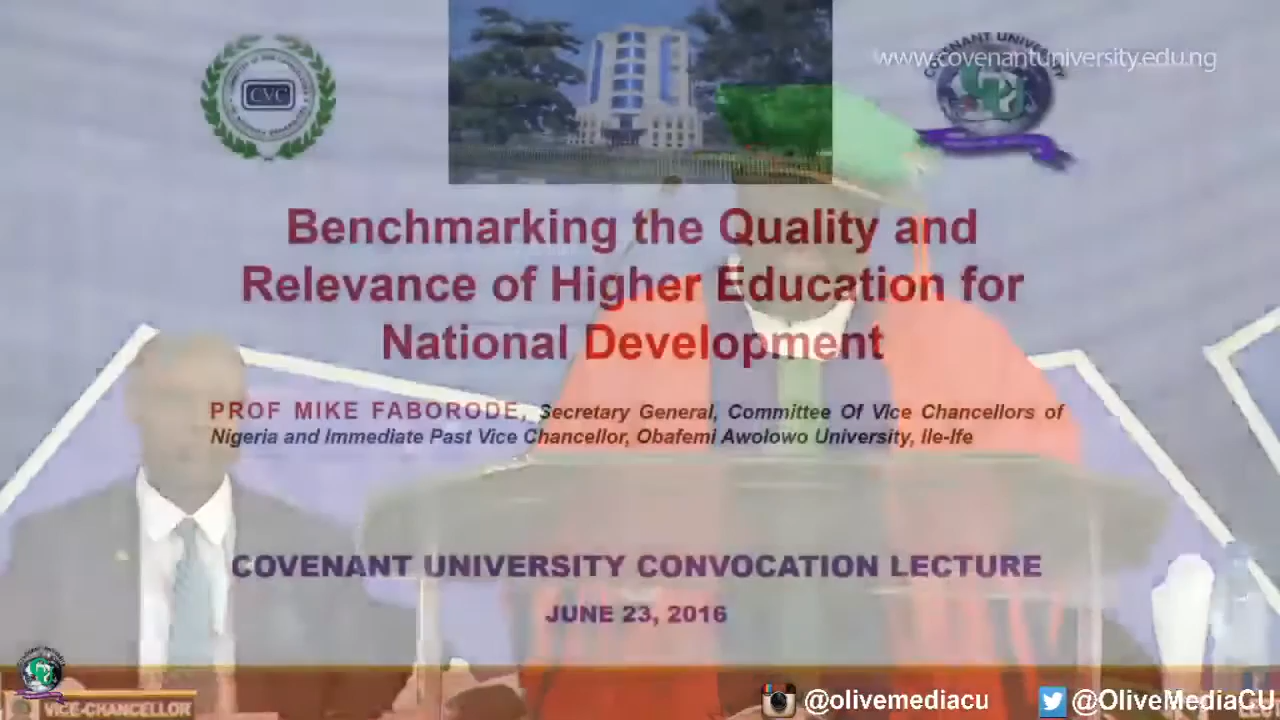 CVC
COVENANT UNIVERSITY
www.covenantuniversity.edu.ng
Benchmarking the Quality and
Relevance of Higher Education for
National Development
PROF MIKE FABORODE, Secretary General, Committee Of Vice Chancellors of
Nigeria and Immediate Past Vice Chancellor, Obafemi Awolowo University, Ile-Ife
COVENANT UNIVERSITY CONVOCATION LECTURE
JUNE 23, 2016
VICE-CHANCELLOR
@olivemediacu
@OliveMediaCU